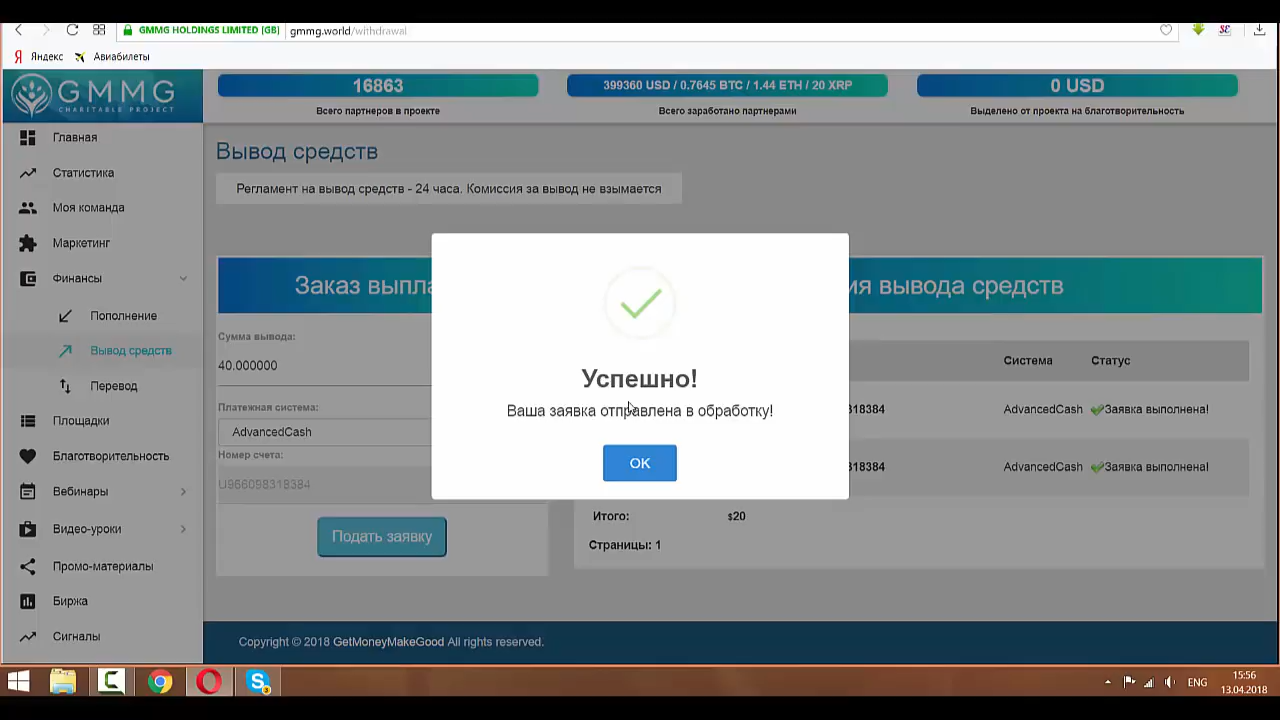 GMMG HOLDINGS LIMITED (GB)
gmmg.world/withdrawal
SC
Я Яндекс
Авиабилеты
GMMG
CHARITABLE PROJECT
16863
Всего партнеров в проекте
399360 USD / 0.7645 BTC / 1.44 ETH / 20 XRP
Всего заработано партнерами
0 USD
Выделено от проекта на благотворительность
Главная
Статистика
Моя команда
Маркетинг
Финансы
Пополнение
Вывод средств
Перевод
Площадки
Благотворительность
Вебинары
Видео-уроки
Промо-материалы
Биржа
Сигналы
Вывод средств
Регламент на вывод средств - 24 часа. Комиссия за вывод не взымается
Заказ выпла
Сумма вывода:
40.000000
Платежная система:
AdvancedCash
Номер счета:
U966098318384
Подать заявку
Успешно!
Ваша заявка отправлена в обработку!
OK
ия вывода средств
Система
Статус
318384
AdvancedCash
Заявка выполнена!
318384
AdvancedCash
Заявка выполнена!
Итого:
$20
Страницы: 1
Copyright © 2018 GetMoneyMakeGood All rights reserved.
ENG
15:56
13.04.2018